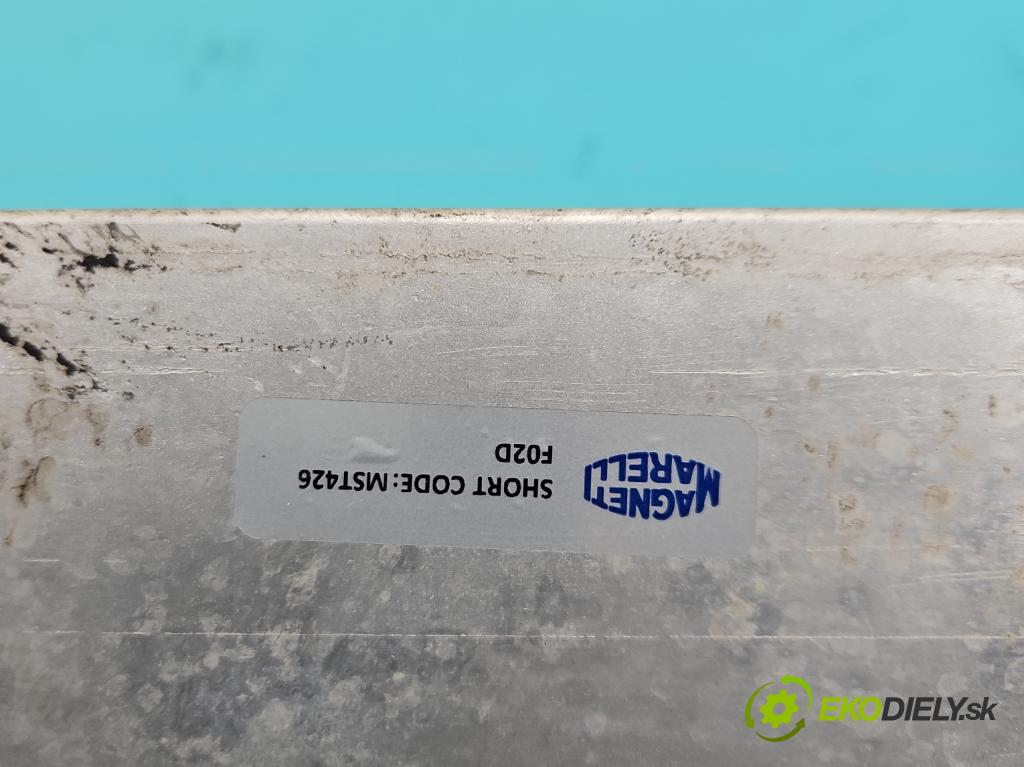 MAGNETI
MARELLI
SHORT CODE: MST426
F02D
EKODIELY.sk